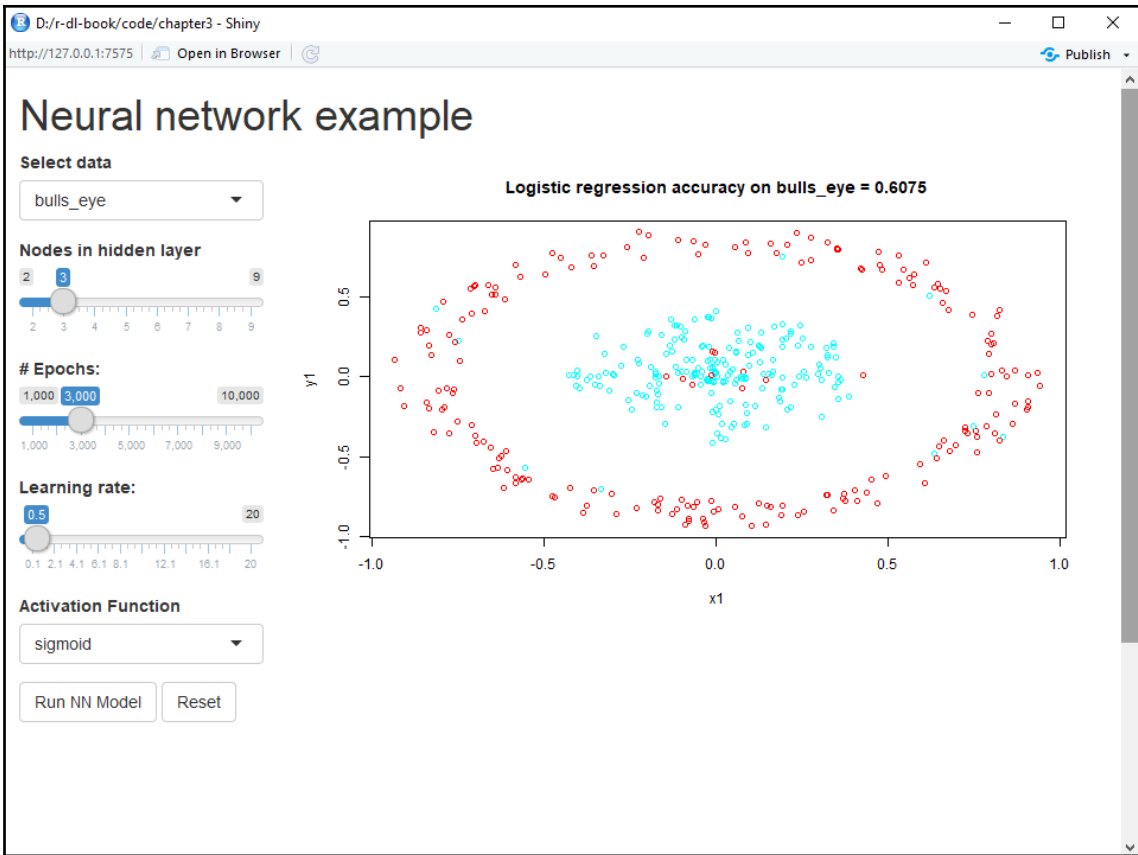 D:/r-dl-book/code/chapter3 - Shiny
http://127.0.0.1:7575 Open in Browser Publish
Neural network example
Select data
bulls_eye
Nodes in hidden layer
2 3 9
2 3 4 5 6 7 8 9
# Epochs:
1,000 3,000 10,000
1,000 3,000 5,000 7,000 9,000
Learning rate:
0.5 20
0.1 2.1 4.1 6.1 8.1 12.1 16.1 20
Activation Function
sigmoid
Run NN Model Reset
Logistic regression accuracy on bulls_eye = 0.6075
y1
0.5
0.0
-0.5
-1.0
-1.0 -0.5 0.0 0.5 1.0
x1